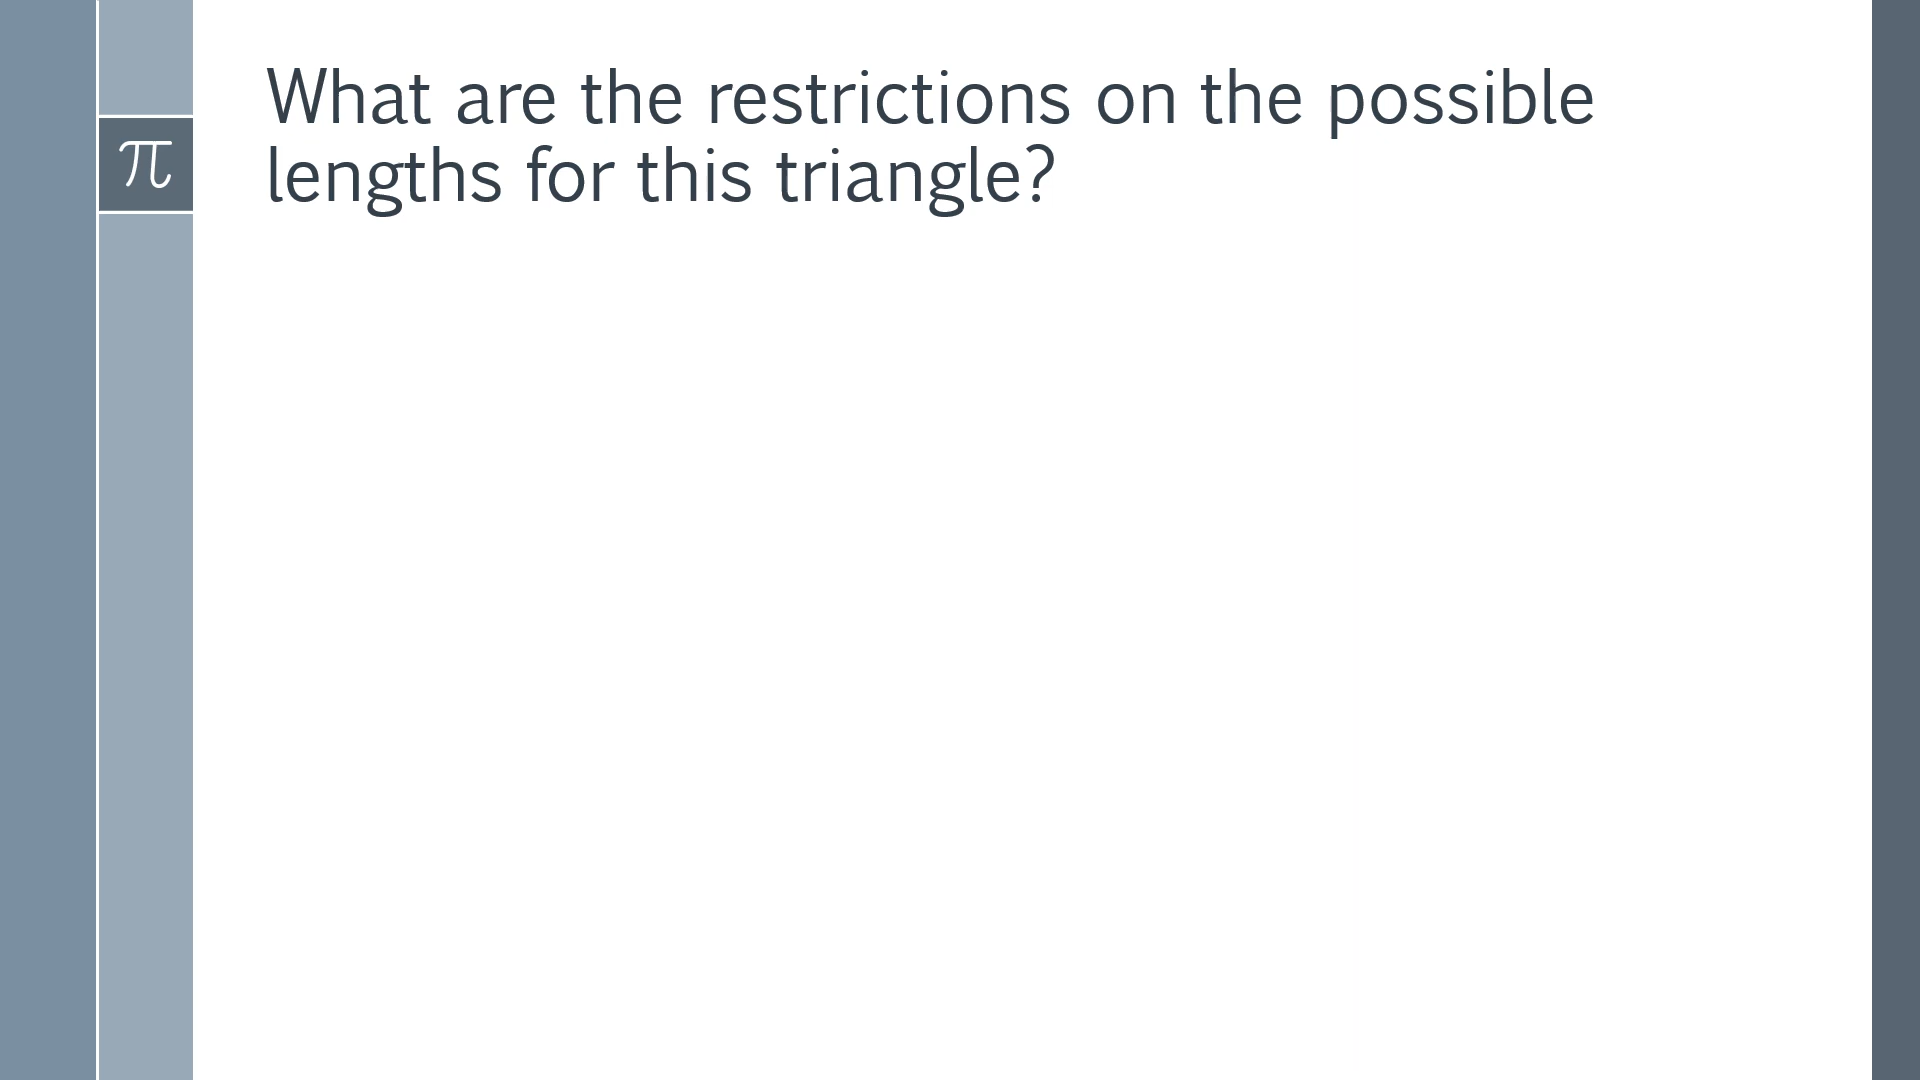 π
What are the restrictions on the possible
lengths for this triangle?